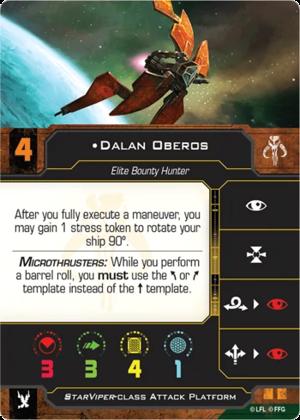 4
•Dalan Oberos
Elite Bounty Hunter
After you fully execute a maneuver, you
may gain 1 stress token to rotate your
ship 90°.
Microthrusters: While you perform
a barrel roll, you must use the or
template instead of the template.
3 3 4 1
StarViper-class Attack Platform
©LFL ©FFG